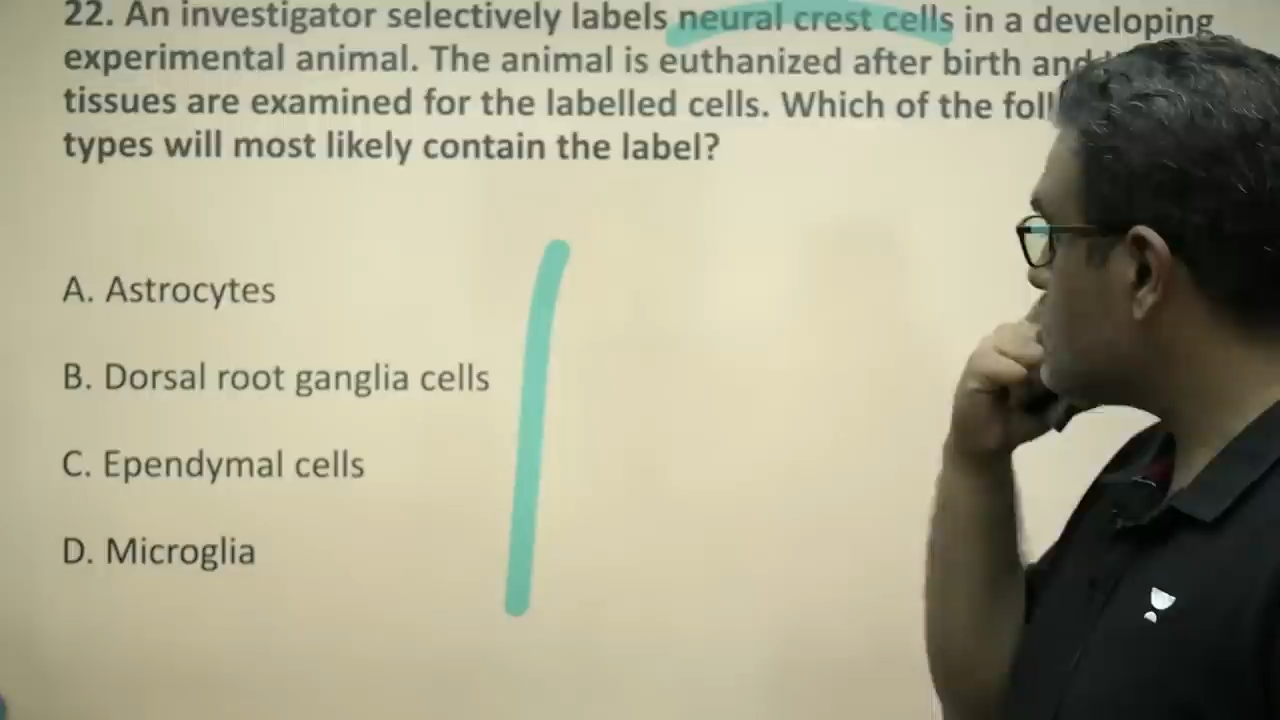 22. An investigator selectively labels neural crest cells in a developing
experimental animal. The animal is euthanized after birth and
tissues are examined for the labelled cells. Which of the
types will most likely contain the label?
A. Astrocytes
B. Dorsal root ganglia cells
C. Ependymal cells
D. Microglia